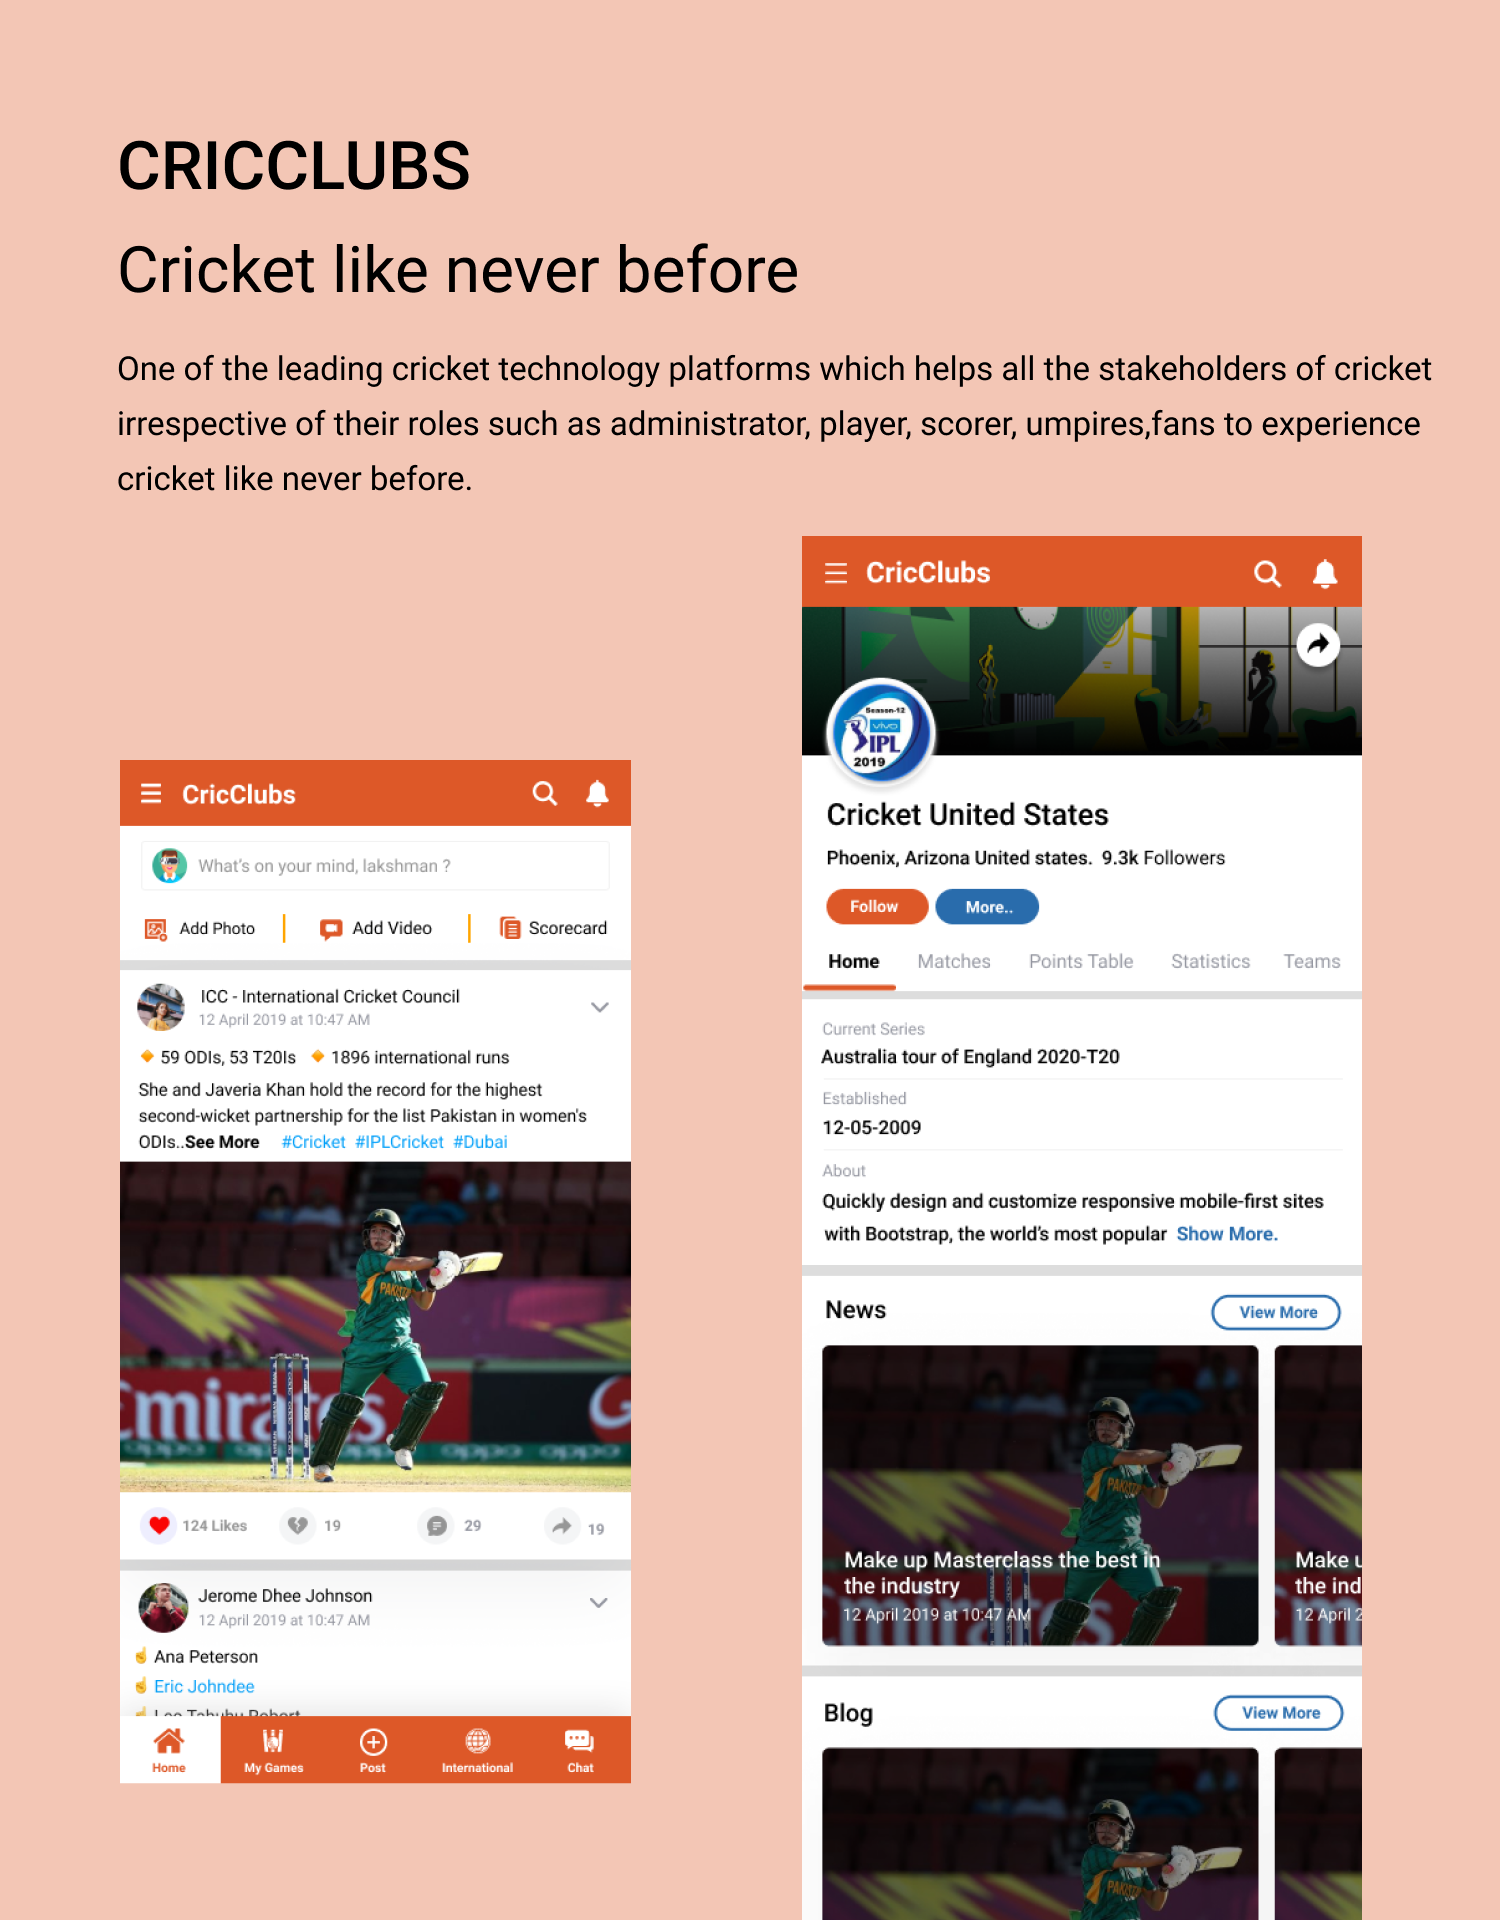 CRICCLUBS
Cricket like never before
One of the leading cricket technology platforms which helps all the stakeholders of cricket
irrespective of their roles such as administrator, player, scorer, umpires,fans to experience
cricket like never before.
CricClubs
What's on your mind, lakshman ?
Add Photo
Add Video
Scorecard
ICC - International Cricket Council
12 April 2019 at 10:47 AM
59 ODIs, 53 T20Is 1896 international runs
She and Javeria Khan hold the record for the highest
second-wicket partnership for the list Pakistan in women's
ODIs..See More #Cricket #IPLCricket #Dubai
PAKISTAN
Emirates
oppo oppo oppo
124 Likes
19
29
19
Jerome Dhee Johnson
12 April 2019 at 10:47 AM
Ana Peterson
Eric Johndee
Home
My Games
Post
International
Chat
CricClubs
Season-12
vivo
IPL
2019
Cricket United States
Phoenix, Arizona United states. 9.3k Followers
Follow
More..
Home
Matches
Points Table
Statistics
Teams
Current Series
Australia tour of England 2020-T20
Established
12-05-2009
About
Quickly design and customize responsive mobile-first sites
with Bootstrap, the world's most popular Show More.
News
View More
Make up Masterclass the best in
the industry
12 April 2019 at 10:47 AM
Make u
the ind
12 April 2
Blog
View More